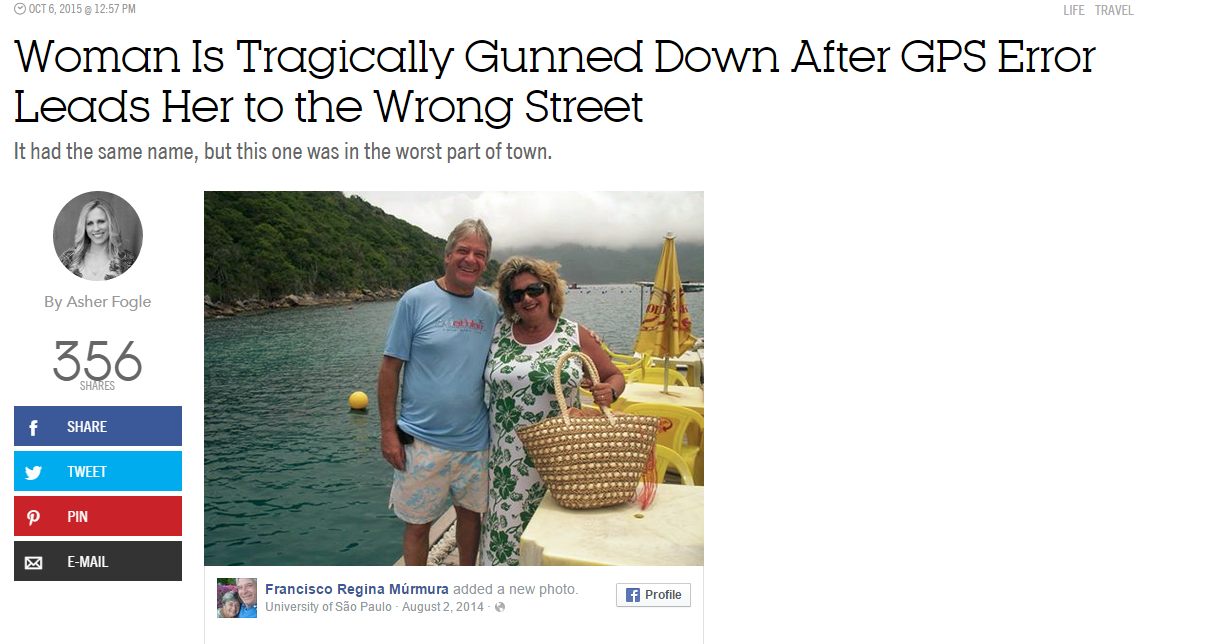 OCT 6, 2015 @ 12:57 PM
LIFE TRAVEL
Woman Is Tragically Gunned Down After GPS Error
Leads Her to the Wrong Street
It had the same name, but this one was in the worst part of town.
By Asher Fogle
356
SHARES
SHARE
TWEET
PIN
E-MAIL
Francisco Regina Múrmura added a new photo.
University of São Paulo · August 2, 2014 ·
Profile